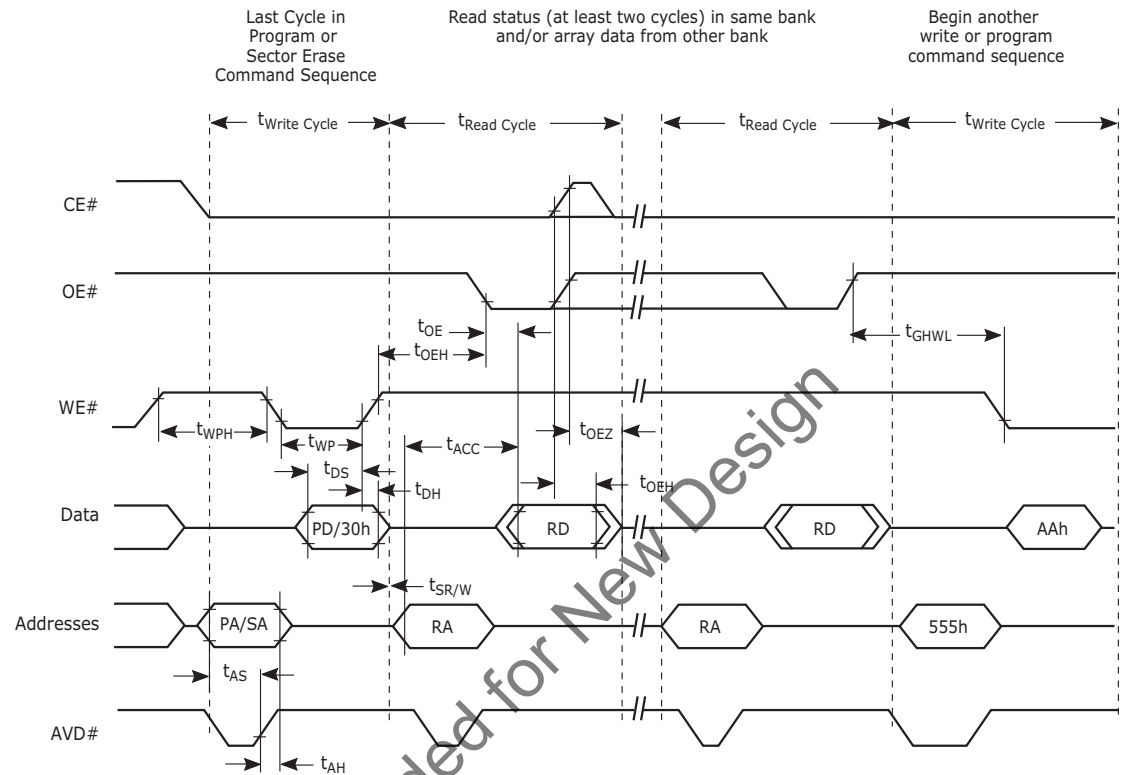 Last Cycle in
Program or
Sector Erase
Command Sequence
Read status (at least two cycles) in same bank
and/or array data from other bank
Begin another
write or program
command sequence
tWrite Cycle
tRead Cycle
tRead Cycle
tWrite Cycle
CE#
OE#
tOE
tOEH
tGHWL
WE#
tWPH
tWP
tACC
tOEZ
tDS
tDH
tOEH
Data
PD/30h
RD
RD
AAh
tSR/W
Addresses
PA/SA
RA
RA
555h
tAS
AVD#
tAH
ded for New Design